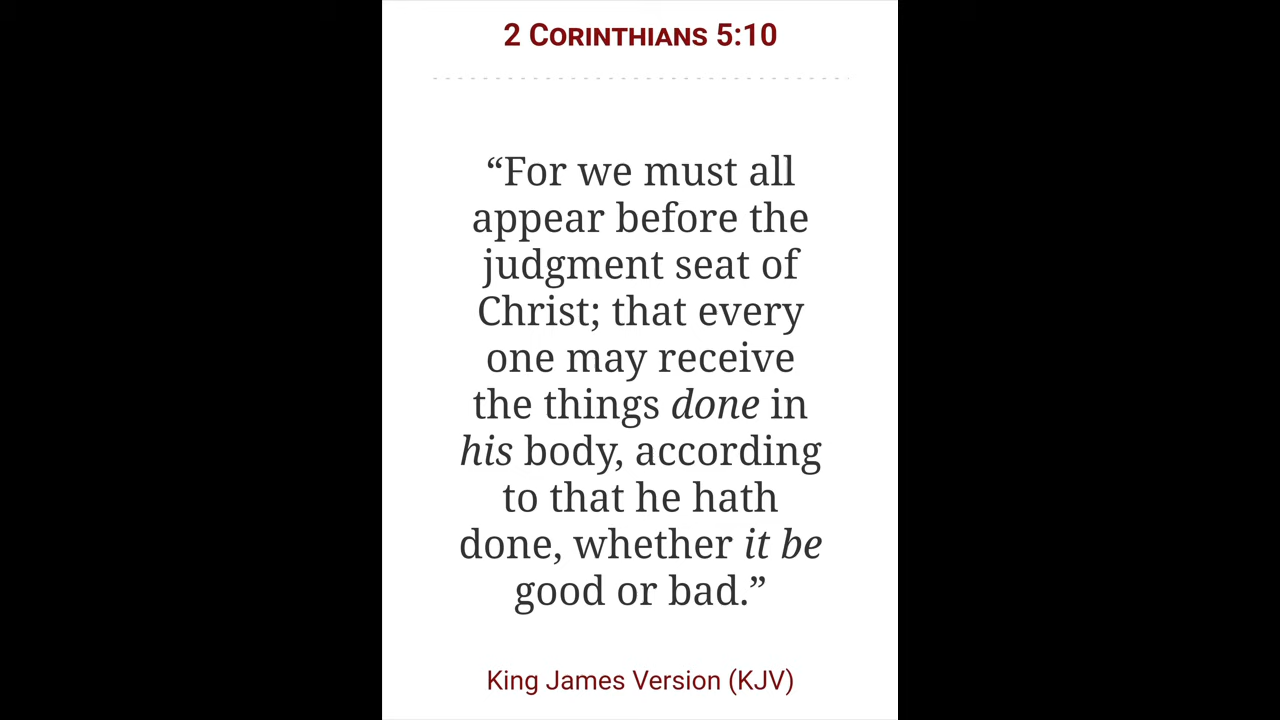 2 Corinthians 5:10
“For we must all
appear before the
judgment seat of
Christ; that every
one may receive
the things done in
his body, according
to that he hath
done, whether it be
good or bad.”
King James Version (KJV)